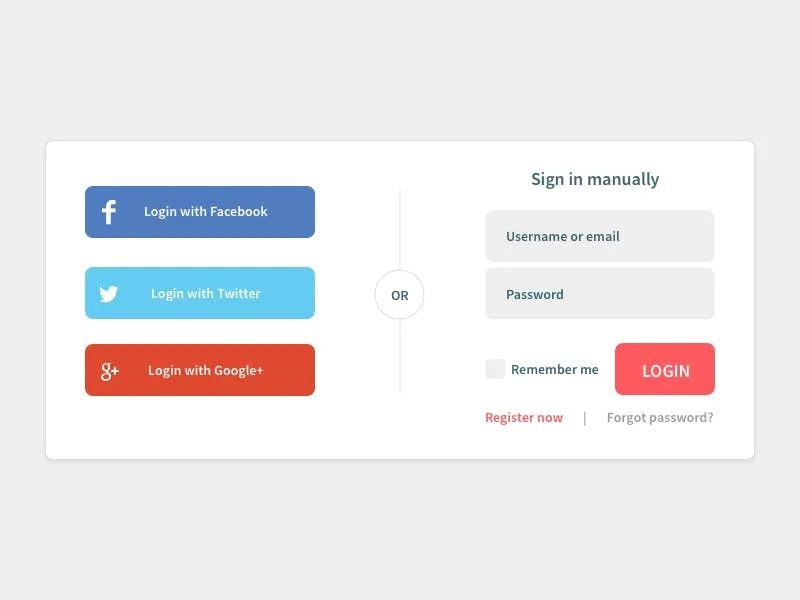 Login with Facebook
Login with Twitter
g+
Login with Google+
OR
Sign in manually
Username or email
Password
Remember me
LOGIN
Register now | Forgot password?